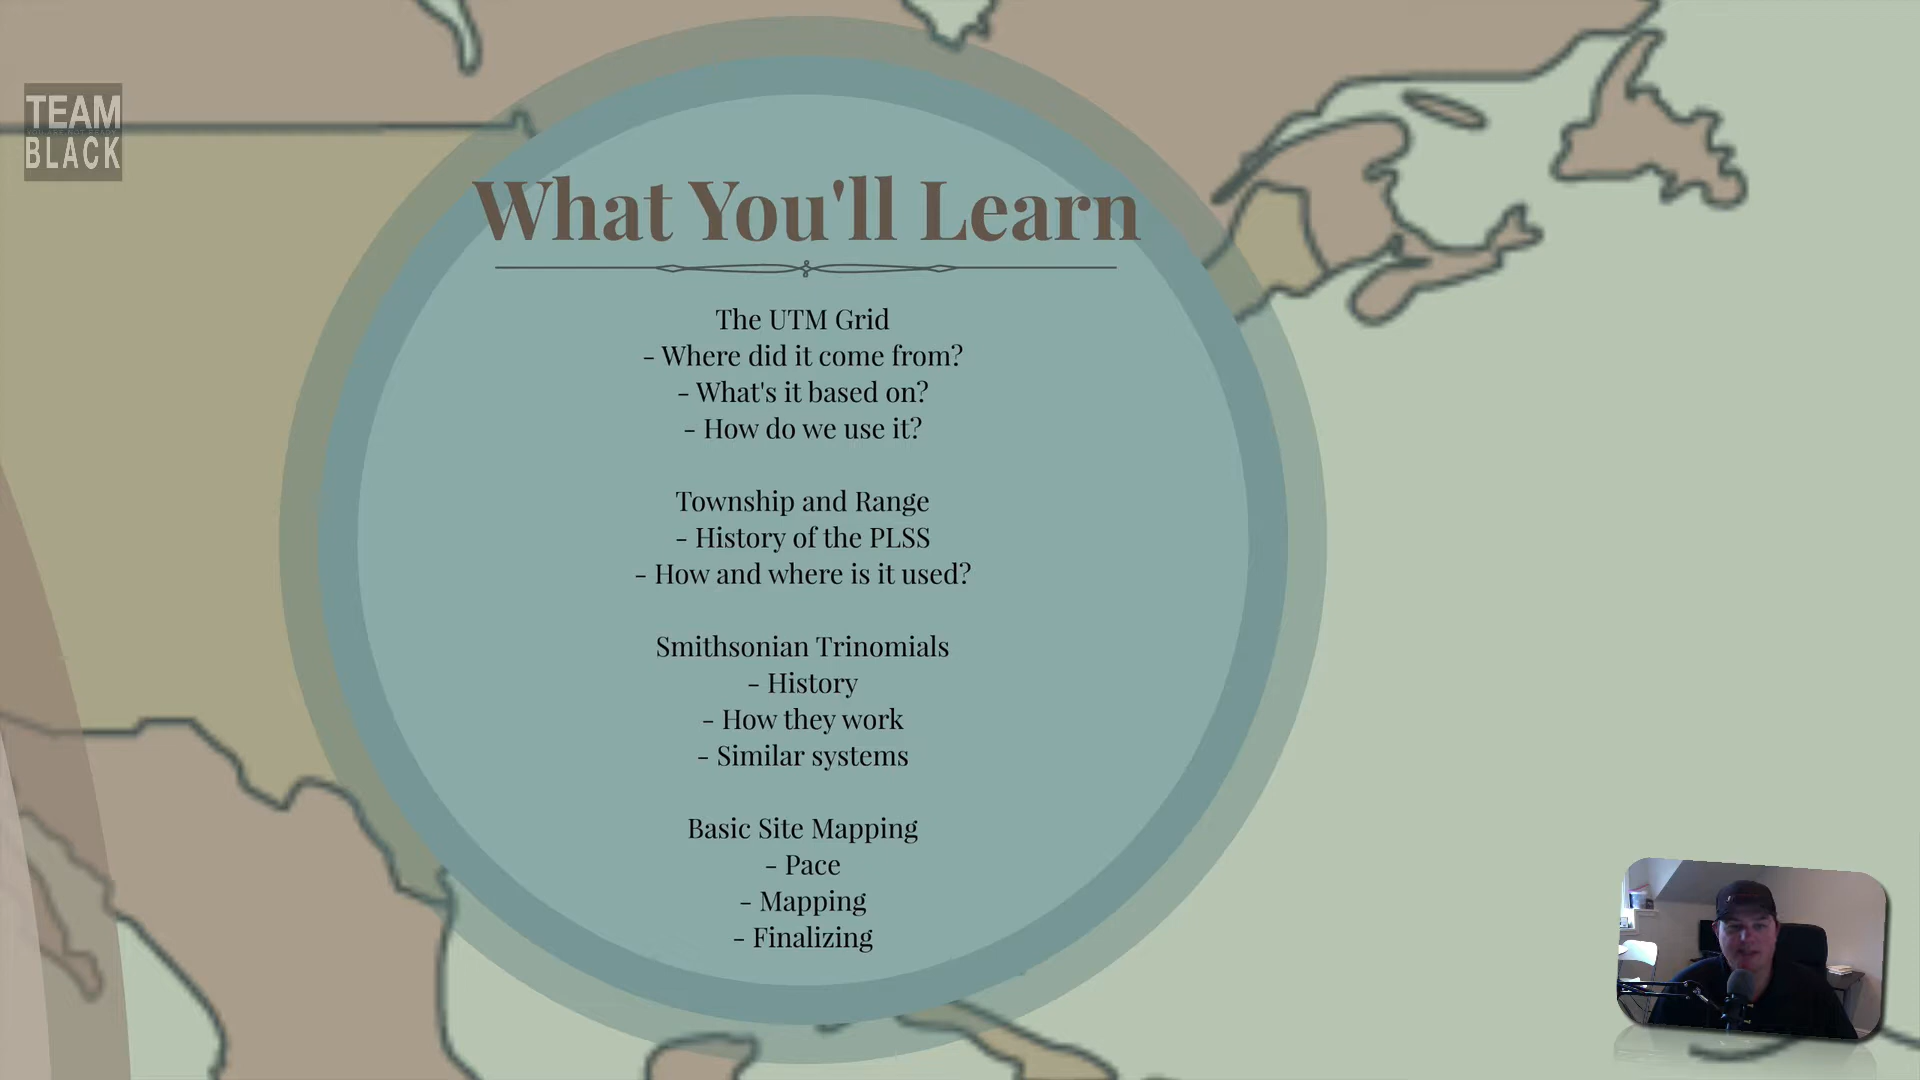 TEAM
BLACK
What You'll Learn
The UTM Grid
- Where did it come from?
- What's it based on?
- How do we use it?
Township and Range
- History of the PLSS
- How and where is it used?
Smithsonian Trinomials
- History
- How they work
- Similar systems
Basic Site Mapping
- Pace
- Mapping
- Finalizing